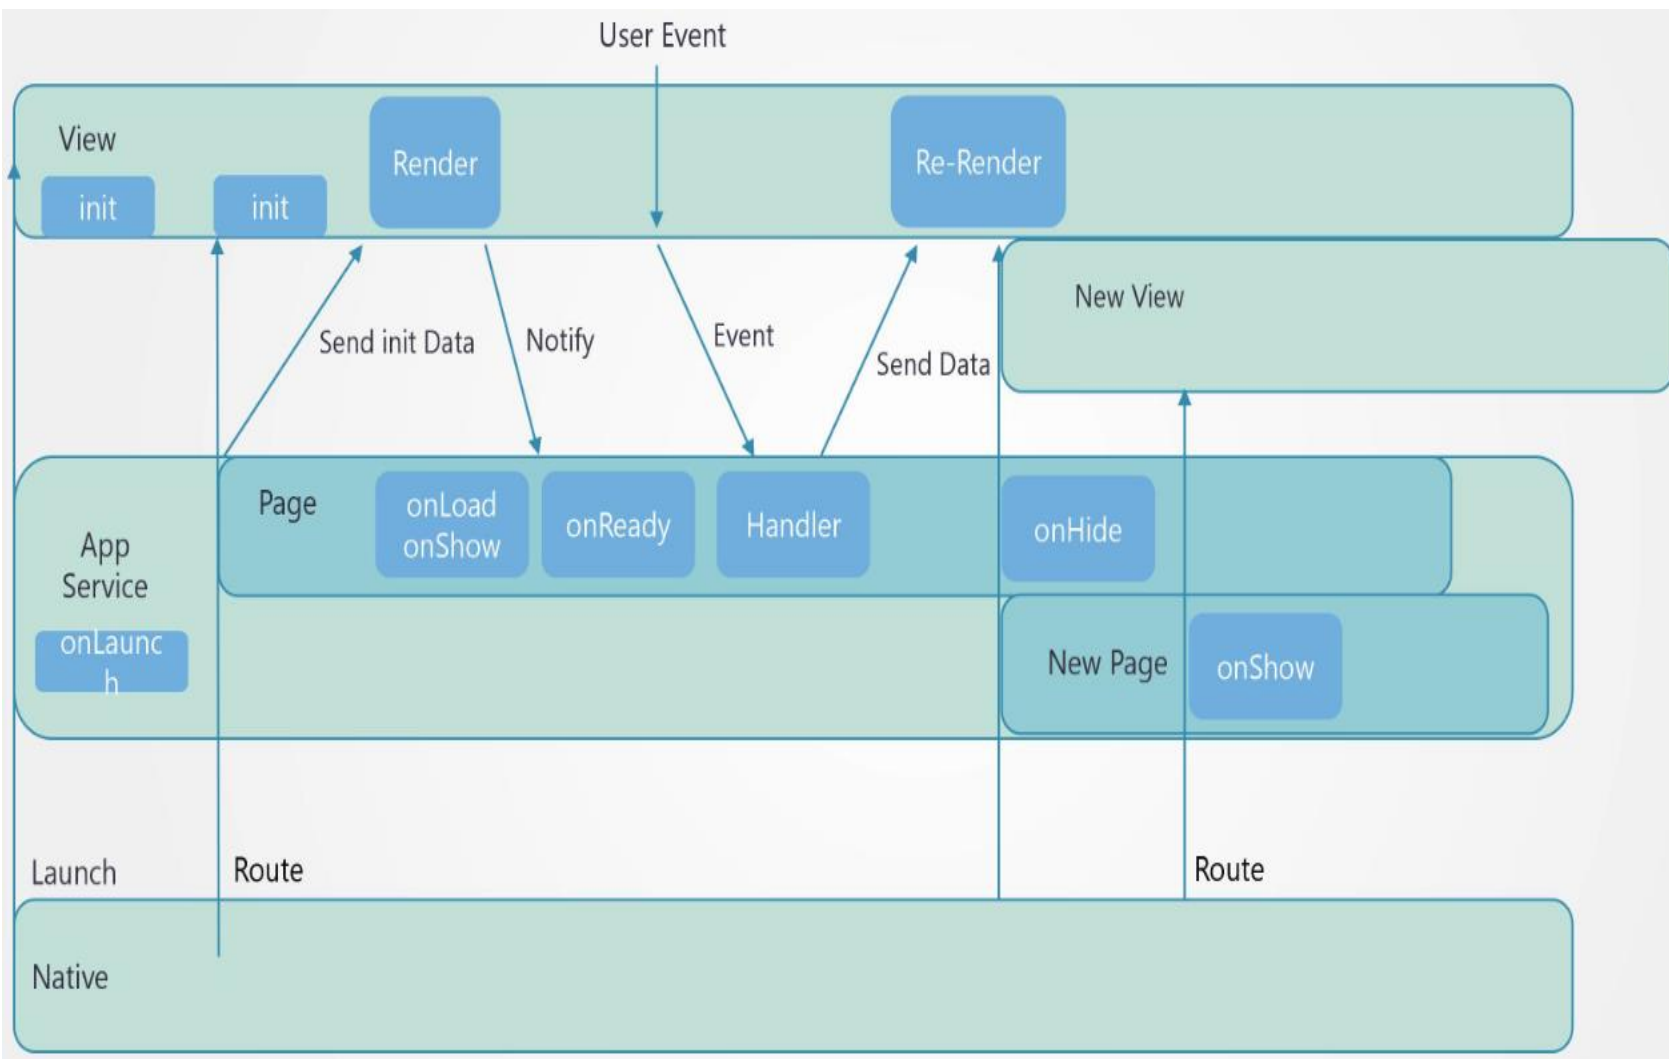 User Event
View
init
init
Render
Re-Render
New View
Send init Data
Notify
Event
Send Data
Page
onLoad
onShow
onReady
Handler
onHide
App
Service
onLaunc
h
New Page
onShow
Launch
Route
Route
Native